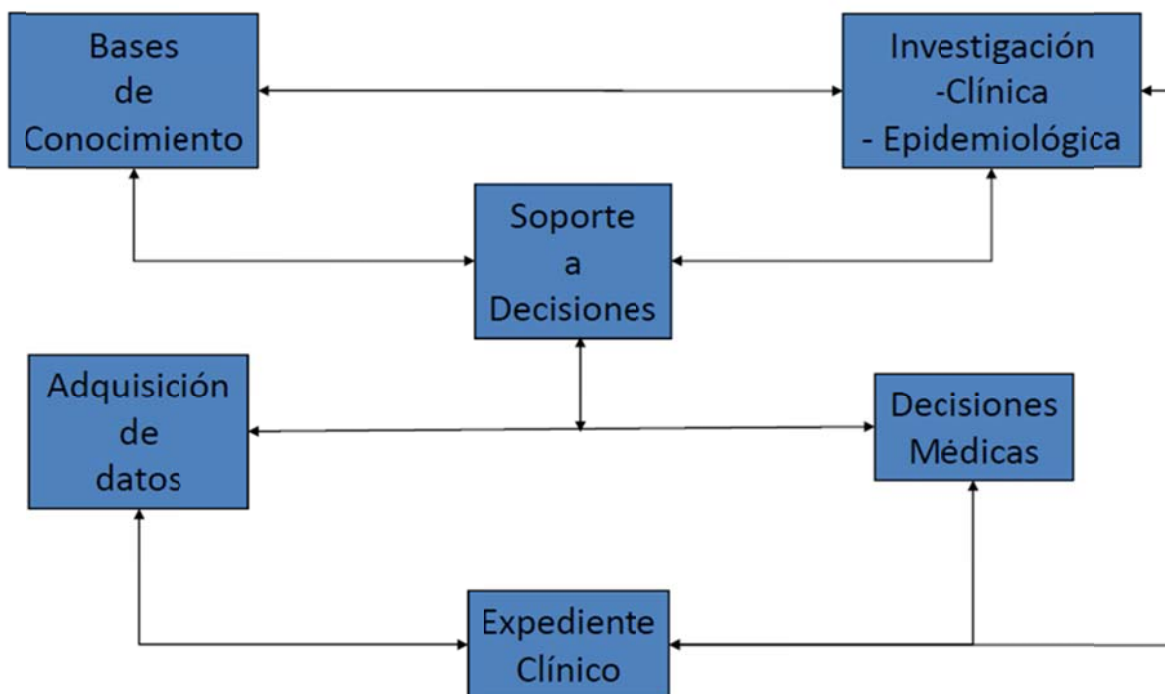 Bases
de
Conocimiento
Investigación
-Clínica
- Epidemiológica
Soporte
a
Decisiones
Adquisición
de
datos
Decisiones
Médicas
Expediente
Clínico